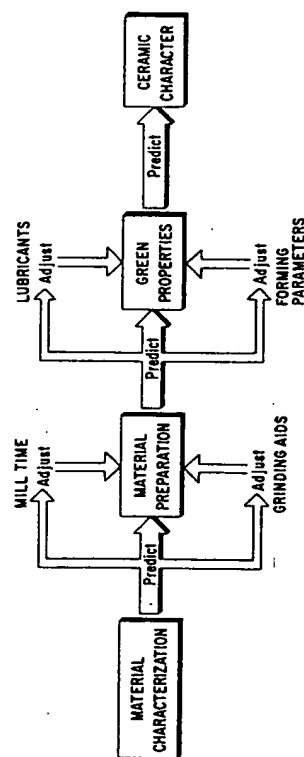 MATERIAL
CHARACTERIZATION
Predict
MILL TIME
Adjust
MATERIAL
PREPARATION
Adjust
GRINDING AIDS
Predict
LUBRICANTS
Adjust
GREEN
PROPERTIES
Adjust
FORMING
PARAMETERS
Predict
CERAMIC
CHARACTER